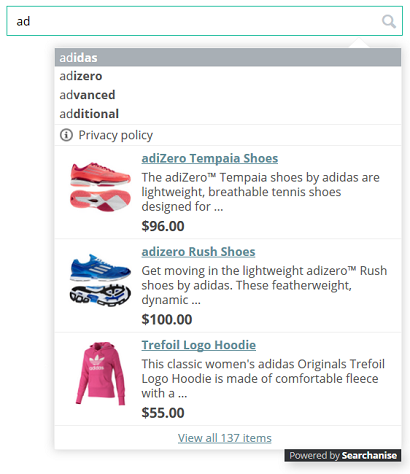 ad
adidas
adizero
advanced
additional
Privacy policy
adiZero Tempaia Shoes
The adiZero™ Tempaia shoes by adidas are
lightweight, breathable tennis shoes
designed for ...
$96.00
adizero Rush Shoes
Get moving in the lightweight adizero™ Rush
shoes by adidas. These featherweight,
dynamic ...
$100.00
Trefoil Logo Hoodie
This classic women's adidas Originals Trefoil
Logo Hoodie is made of comfortable fleece
with a ...
$55.00
View all 137 items
Powered by Searchanise